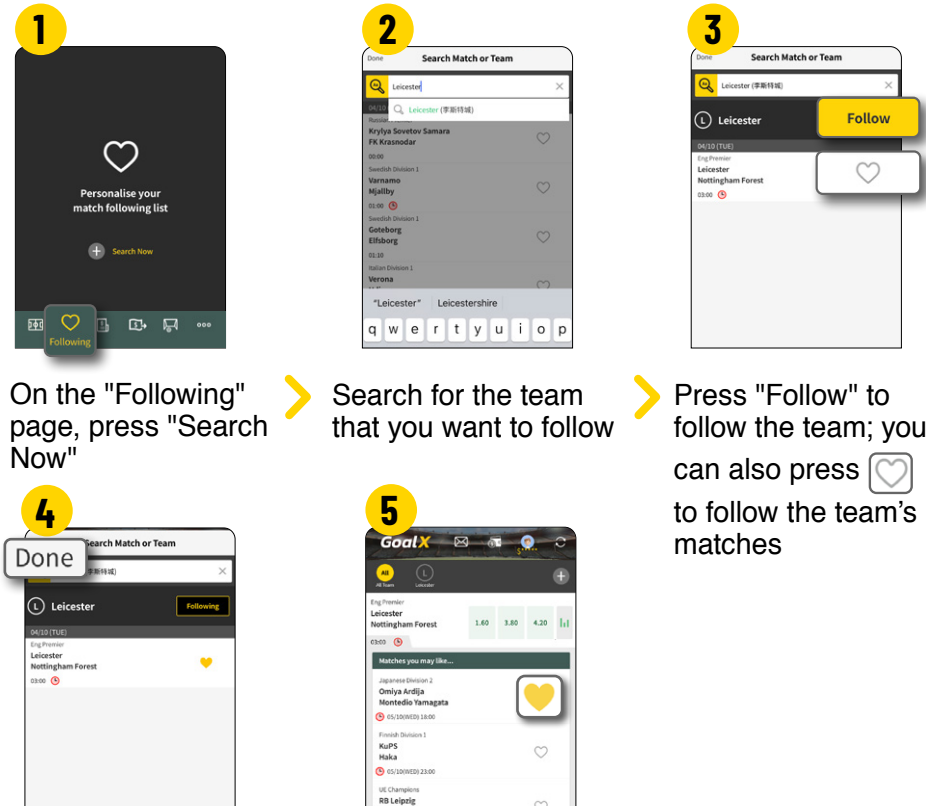 1
Personalise your
match following list
Search Now
Following
On the "Following"
page, press "Search
Now"
2
Done Search Match or Team
Leicester
Leicester (李斯特城)
04/10
Krylya Sovetov Samara
FK Krasnodar
00:00
Swedish Division 1
Varnamo
Mjallby
01:00
Swedish Division 1
Goteborg
Elfsborg
01:10
Italian Division 1
Verona
"Leicester" Leicestershire
q w e r t y u i o p
Search for the team
that you want to follow
3
Done Search Match or Team
Leicester (李斯特城)
L Leicester Follow
04/10 (TUE)
Eng Premier
Leicester
Nottingham Forest
03:00
Press "Follow" to
follow the team; you
can also press
to follow the team's
matches
4
Done Search Match or Team
李斯特城)
L Leicester Following
04/10 (TUE)
Eng Premier
Leicester
Nottingham Forest
03:00
5
GoalX
All L
All Team Leicester
Eng Premier
Leicester
Nottingham Forest 1.60 3.80 4.20
03:00
Matches you may like...
Japanese Division 2
Omiya Ardija
Montedio Yamagata
05/10(WED) 18:00
Finnish Division 1
KuPS
Haka
05/10(WED) 23:00
UE Champions
RB Leipzig